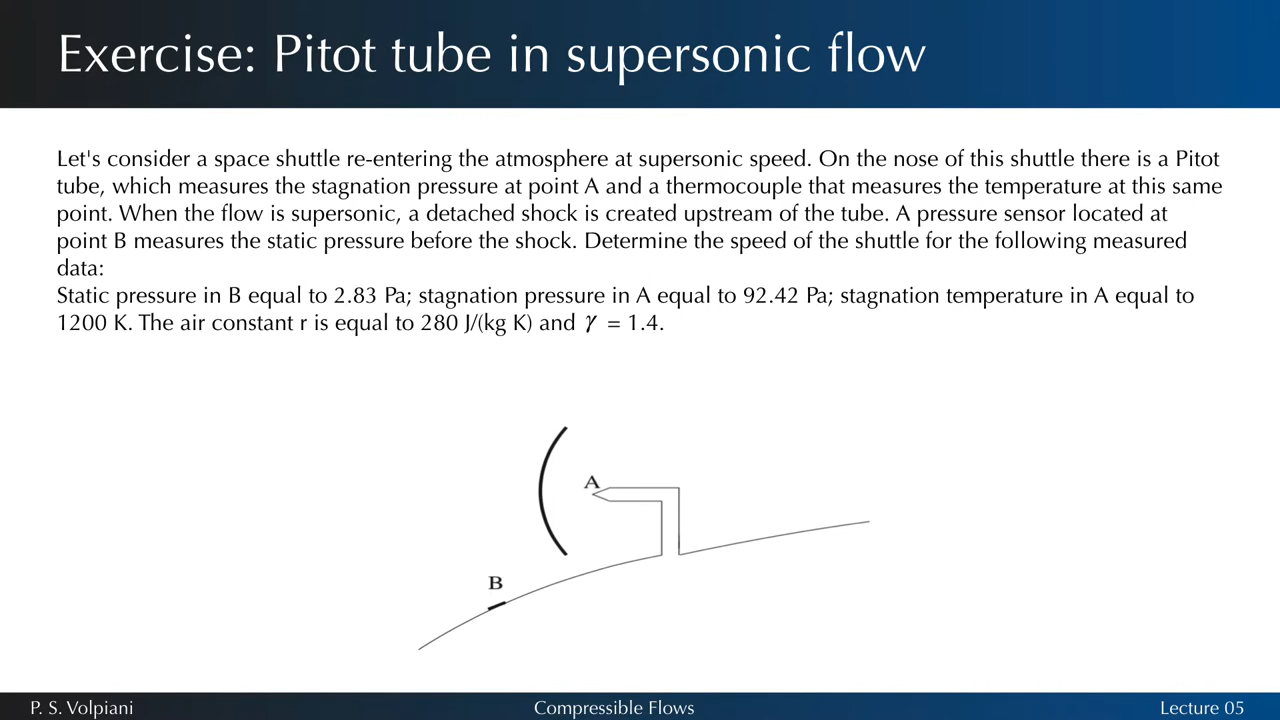 Exercise: Pitot tube in supersonic flow
Let's consider a space shuttle re-entering the atmosphere at supersonic speed. On the nose of this shuttle there is a Pitot
tube, which measures the stagnation pressure at point A and a thermocouple that measures the temperature at this same
point. When the flow is supersonic, a detached shock is created upstream of the tube. A pressure sensor located at
point B measures the static pressure before the shock. Determine the speed of the shuttle for the following measured
data:
Static pressure in B equal to 2.83 Pa; stagnation pressure in A equal to 92.42 Pa; stagnation temperature in A equal to
1200 K. The air constant r is equal to 280 J/(kg K) and γ = 1.4.
A
B
P. S. Volpiani
Compressible Flows
Lecture 05